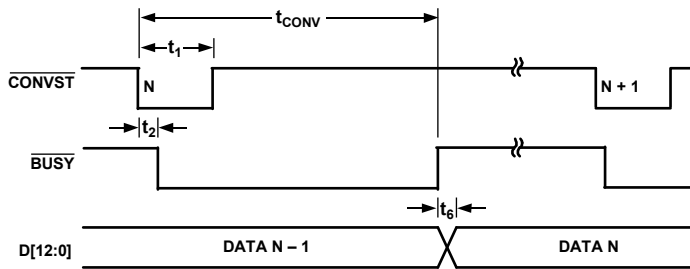 tCONV
t1
CONVST
N
N + 1
t2
BUSY
t6
D[12:0]
DATA N – 1
DATA N